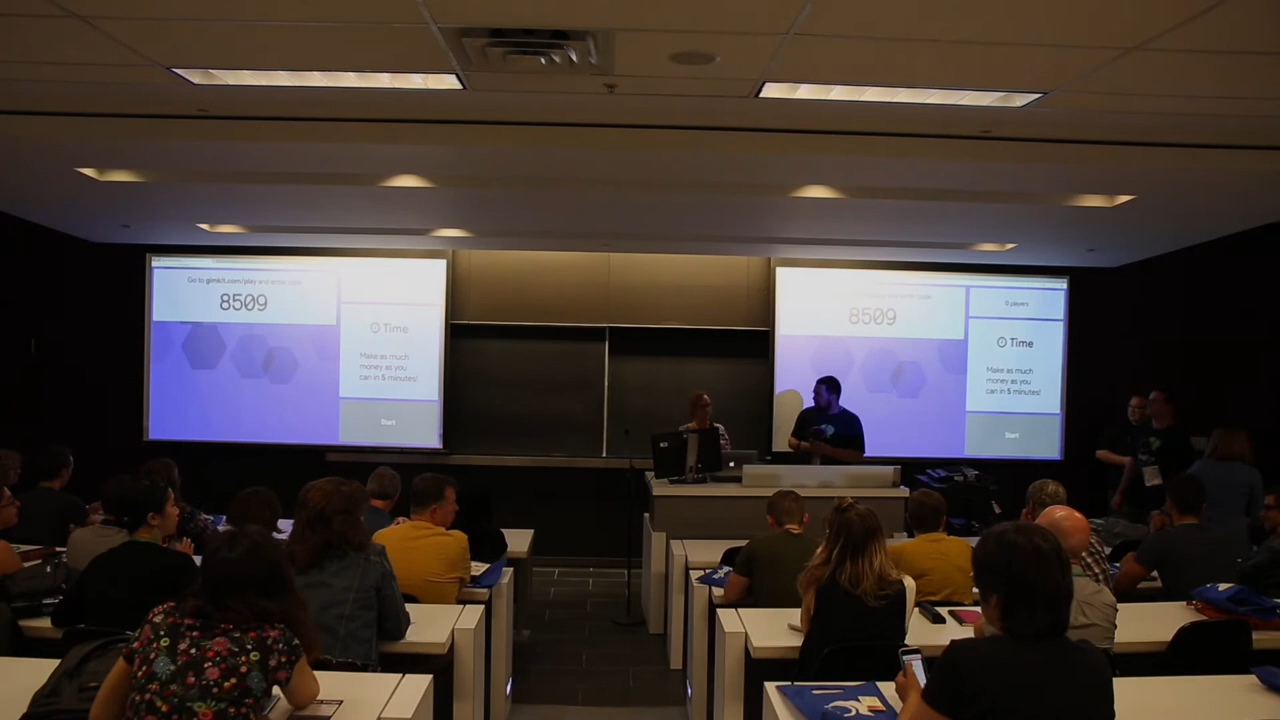 Go to gimkit.com/play and enter code
8509
Time
Make as much
money as you
can in 5 minutes!
Start
8509
0 players
Time
Make as much
money as you
can in 5 minutes!
Start